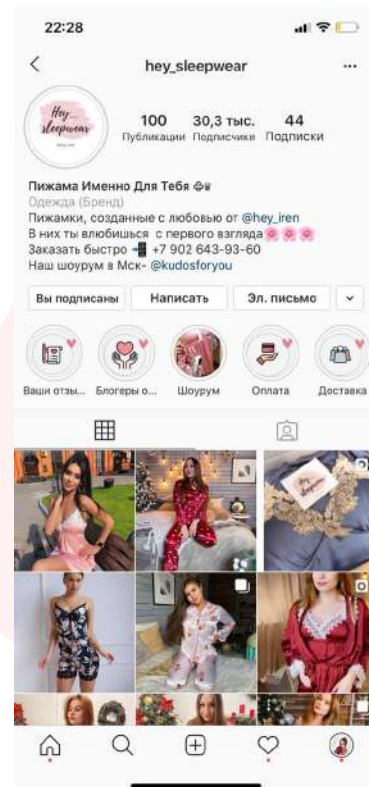 22:28
hey_sleepwear
Hey
sleepwear
100
30,3 тыс.
44
Публикации
Подписчики
Подписки
Пижама Именно Для Тебя
Одежда (Бренд)
Пижамки, созданные с любовью от @hey_iren
В них ты влюбишься с первого взгляда🌸🌸🌸
Заказать быстро 📲 +7 902 643-93-60
Наш шоурум в Мск- @kudosforyou
Вы подписаны
Написать
Эл. письмо
Ваши отзы...
Блогеры о...
Шоурум
Оплата
Доставка
Hey
sleepwear